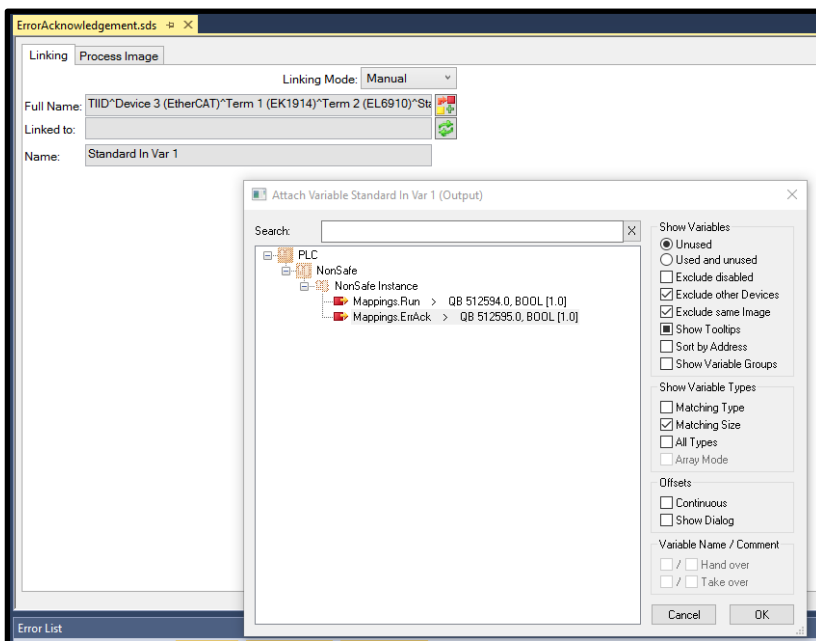 ErrorAcknowledgement.sds
Linking Process Image
Linking Mode: Manual
Full Name: TIID^Device 3 (EtherCAT)^Term 1 (EK1914)^Term 2 (EL6910)^Sta
Linked to:
Name: Standard In Var 1
Attach Variable Standard In Var 1 (Output)
Search: X
PLC
NonSafe
NonSafe Instance
Mappings.Run > QB 512594.0, BOOL [1.0]
Mappings.ErrAck > QB 512595.0, BOOL [1.0]
Show Variables
Unused
Used and unused
Exclude disabled
Exclude other Devices
Exclude same Image
Show Tooltips
Sort by Address
Show Variable Groups
Show Variable Types
Matching Type
Matching Size
All Types
Array Mode
Offsets
Continuous
Show Dialog
Variable Name / Comment
/ Hand over
/ Take over
Cancel OK
Error List